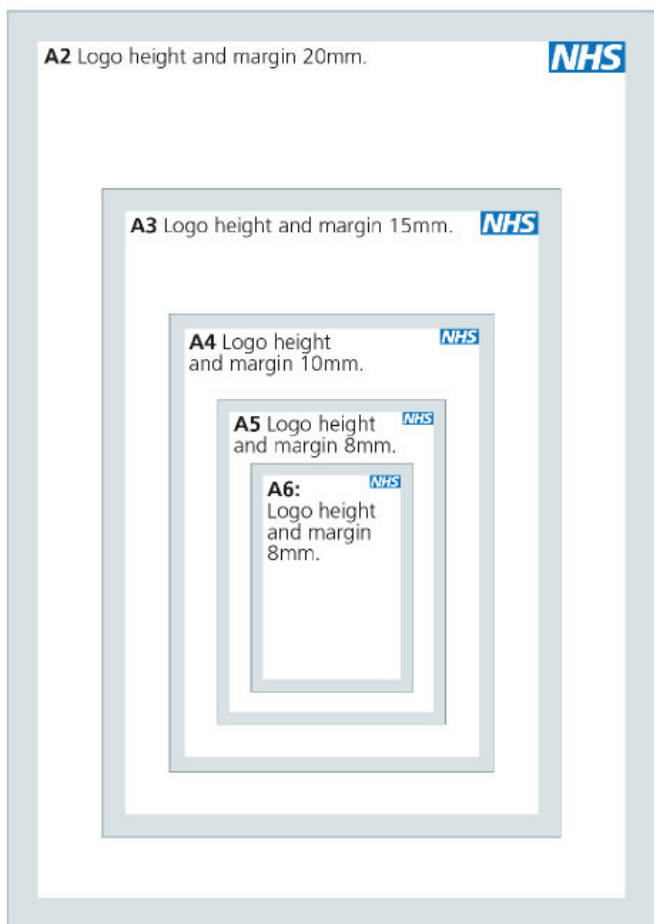 A2 Logo height and margin 20mm.
NHS
A3 Logo height and margin 15mm.
NHS
A4 Logo height
and margin 10mm.
NHS
A5 Logo height
and margin 8mm.
NHS
A6:
Logo height
and margin
8mm.
NHS